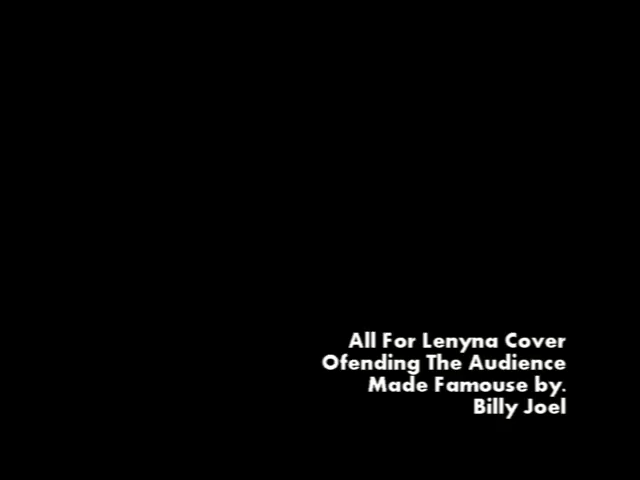 All For Lenyna Cover
Ofending The Audience
Made Famouse by.
Billy Joel